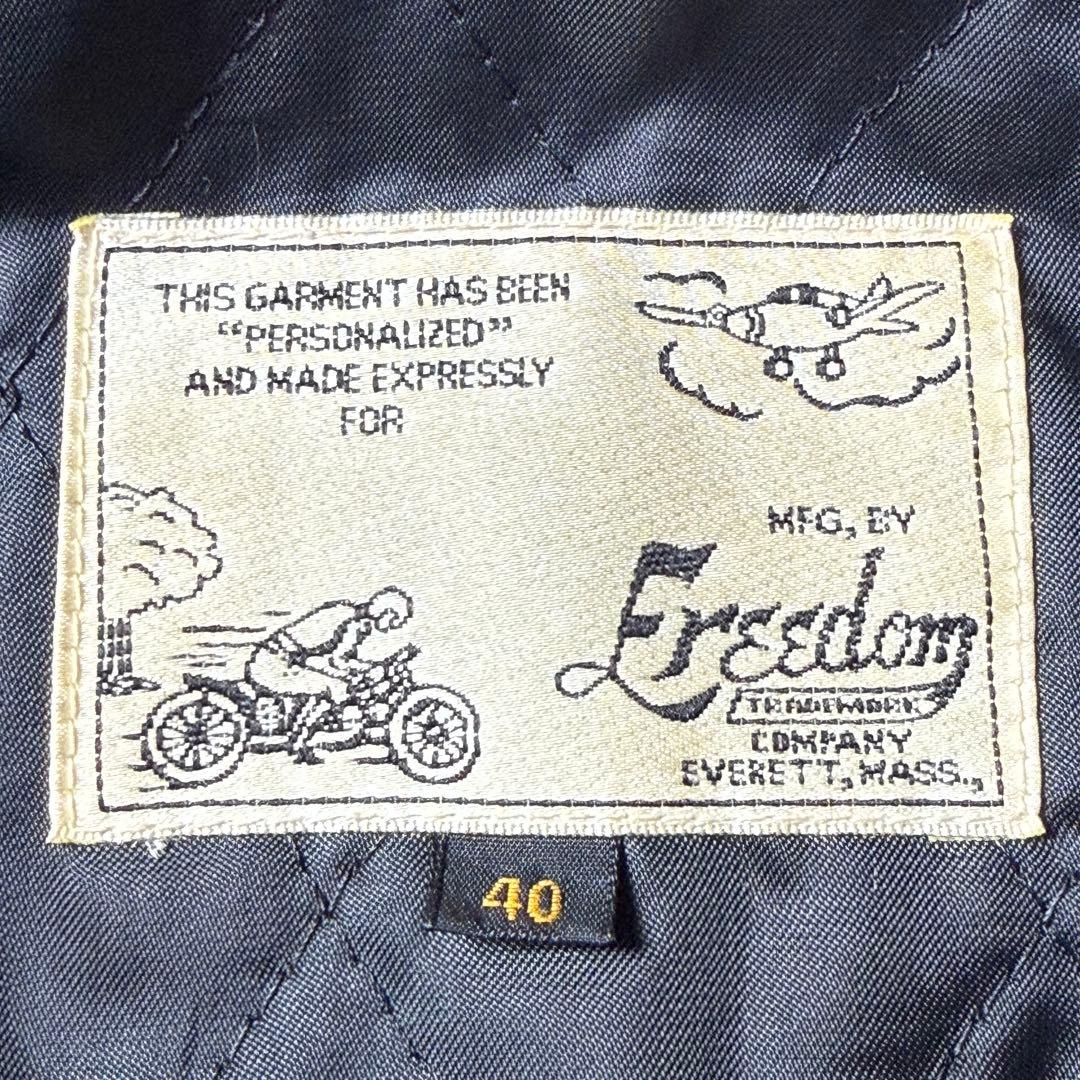 THIS GARMENT HAS BEEN
“PERSONALIZED”
AND MADE EXPRESSLY
FOR
MFG, BY
Freedom
TRADEMARK
COMPANY
EVERETT, MASS.,
40